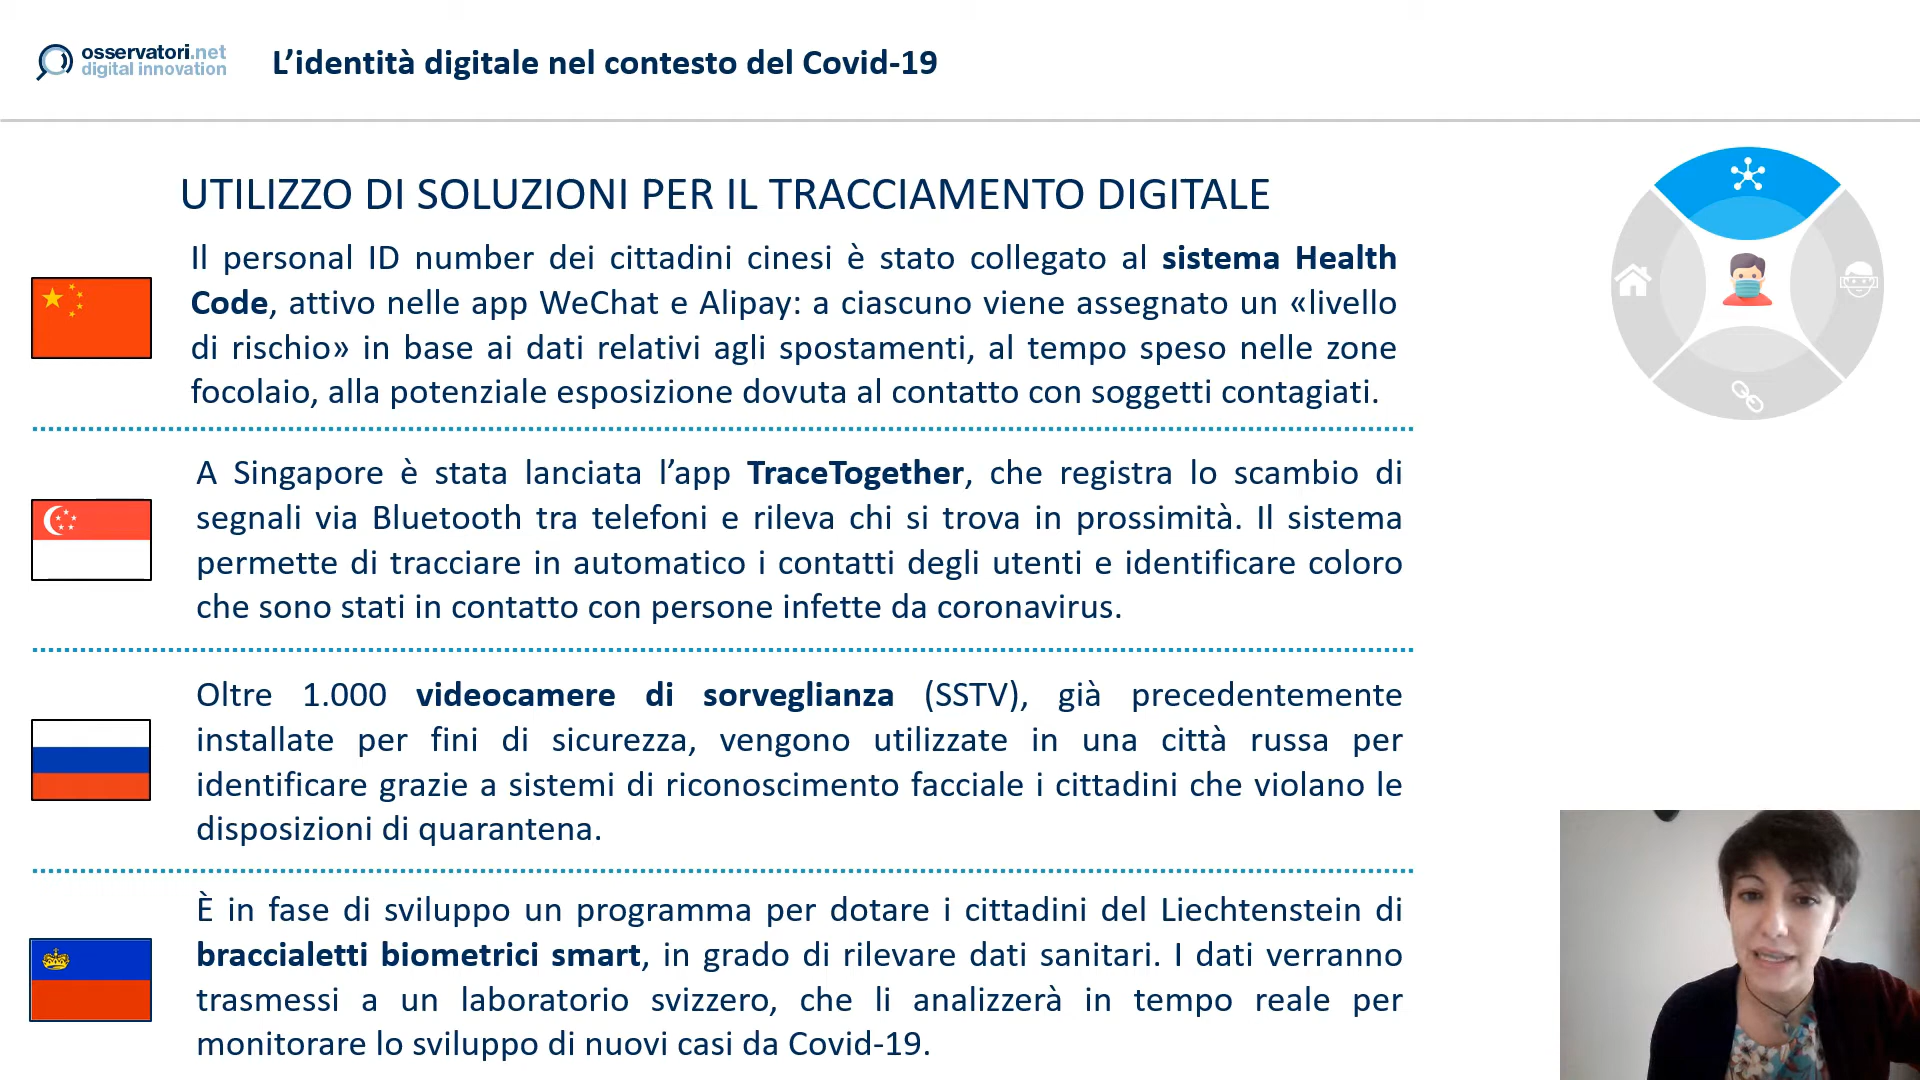 osservatori.net
digital innovation
L’identità digitale nel contesto del Covid-19
UTILIZZO DI SOLUZIONI PER IL TRACCIAMENTO DIGITALE
Il personal ID number dei cittadini cinesi è stato collegato al sistema Health
Code, attivo nelle app WeChat e Alipay: a ciascuno viene assegnato un «livello
di rischio» in base ai dati relativi agli spostamenti, al tempo speso nelle zone
focolaio, alla potenziale esposizione dovuta al contatto con soggetti contagiati.
A Singapore è stata lanciata l’app TraceTogether, che registra lo scambio di
segnali via Bluetooth tra telefoni e rileva chi si trova in prossimità. Il sistema
permette di tracciare in automatico i contatti degli utenti e identificare coloro
che sono stati in contatto con persone infette da coronavirus.
Oltre 1.000 videocamere di sorveglianza (SSTV), già precedentemente
installate per fini di sicurezza, vengono utilizzate in una città russa per
identificare grazie a sistemi di riconoscimento facciale i cittadini che violano le
disposizioni di quarantena.
È in fase di sviluppo un programma per dotare i cittadini del Liechtenstein di
braccialetti biometrici smart, in grado di rilevare dati sanitari. I dati verranno
trasmessi a un laboratorio svizzero, che li analizzerà in tempo reale per
monitorare lo sviluppo di nuovi casi da Covid-19.